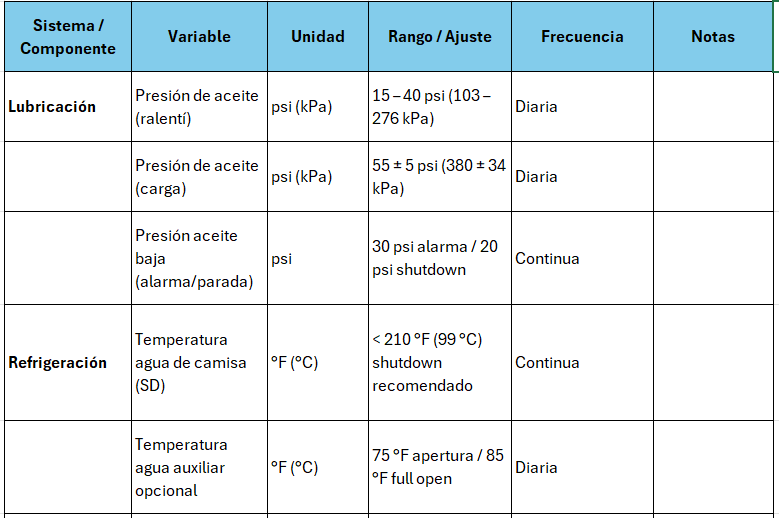 Sistema /
Componente
Variable
Unidad
Rango / Ajuste
Frecuencia
Notas
Lubricación
Presión de aceite
(ralentí)
psi (kPa)
15 – 40 psi (103 –
276 kPa)
Diaria
Presión de aceite
(carga)
psi (kPa)
55 ± 5 psi (380 ± 34
kPa)
Diaria
Presión aceite
baja
(alarma/parada)
psi
30 psi alarma / 20
psi shutdown
Continua
Refrigeración
Temperatura
agua de camisa
(SD)
°F (°C)
< 210 °F (99 °C)
shutdown
recomendado
Continua
Temperatura
agua auxiliar
opcional
°F (°C)
75 °F apertura / 85
°F full open
Diaria